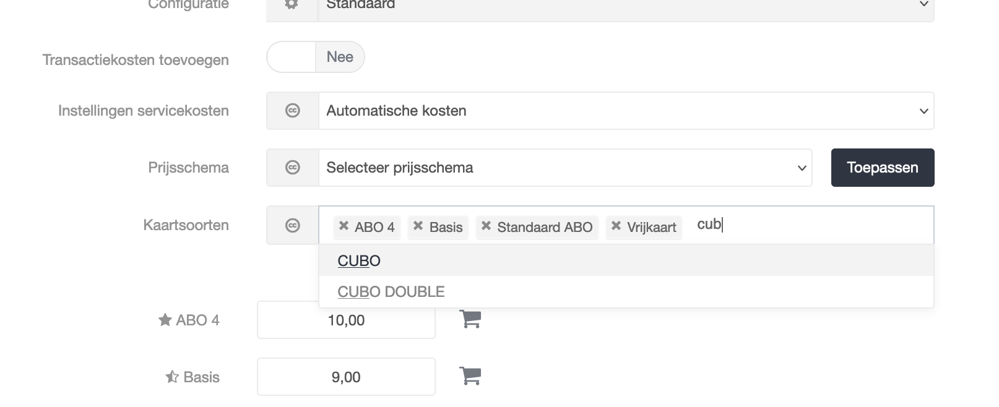 Configuratie Standaard
Transactiekosten toevoegen Nee
Instellingen servicekosten Automatische kosten
Prijsschema Selecteer prijsschema Toepassen
Kaartsoorten × ABO 4 × Basis × Standaard ABO × Vrijkaart cub
CUBO
CUBO DOUBLE
ABO 4 10,00
Basis 9,00